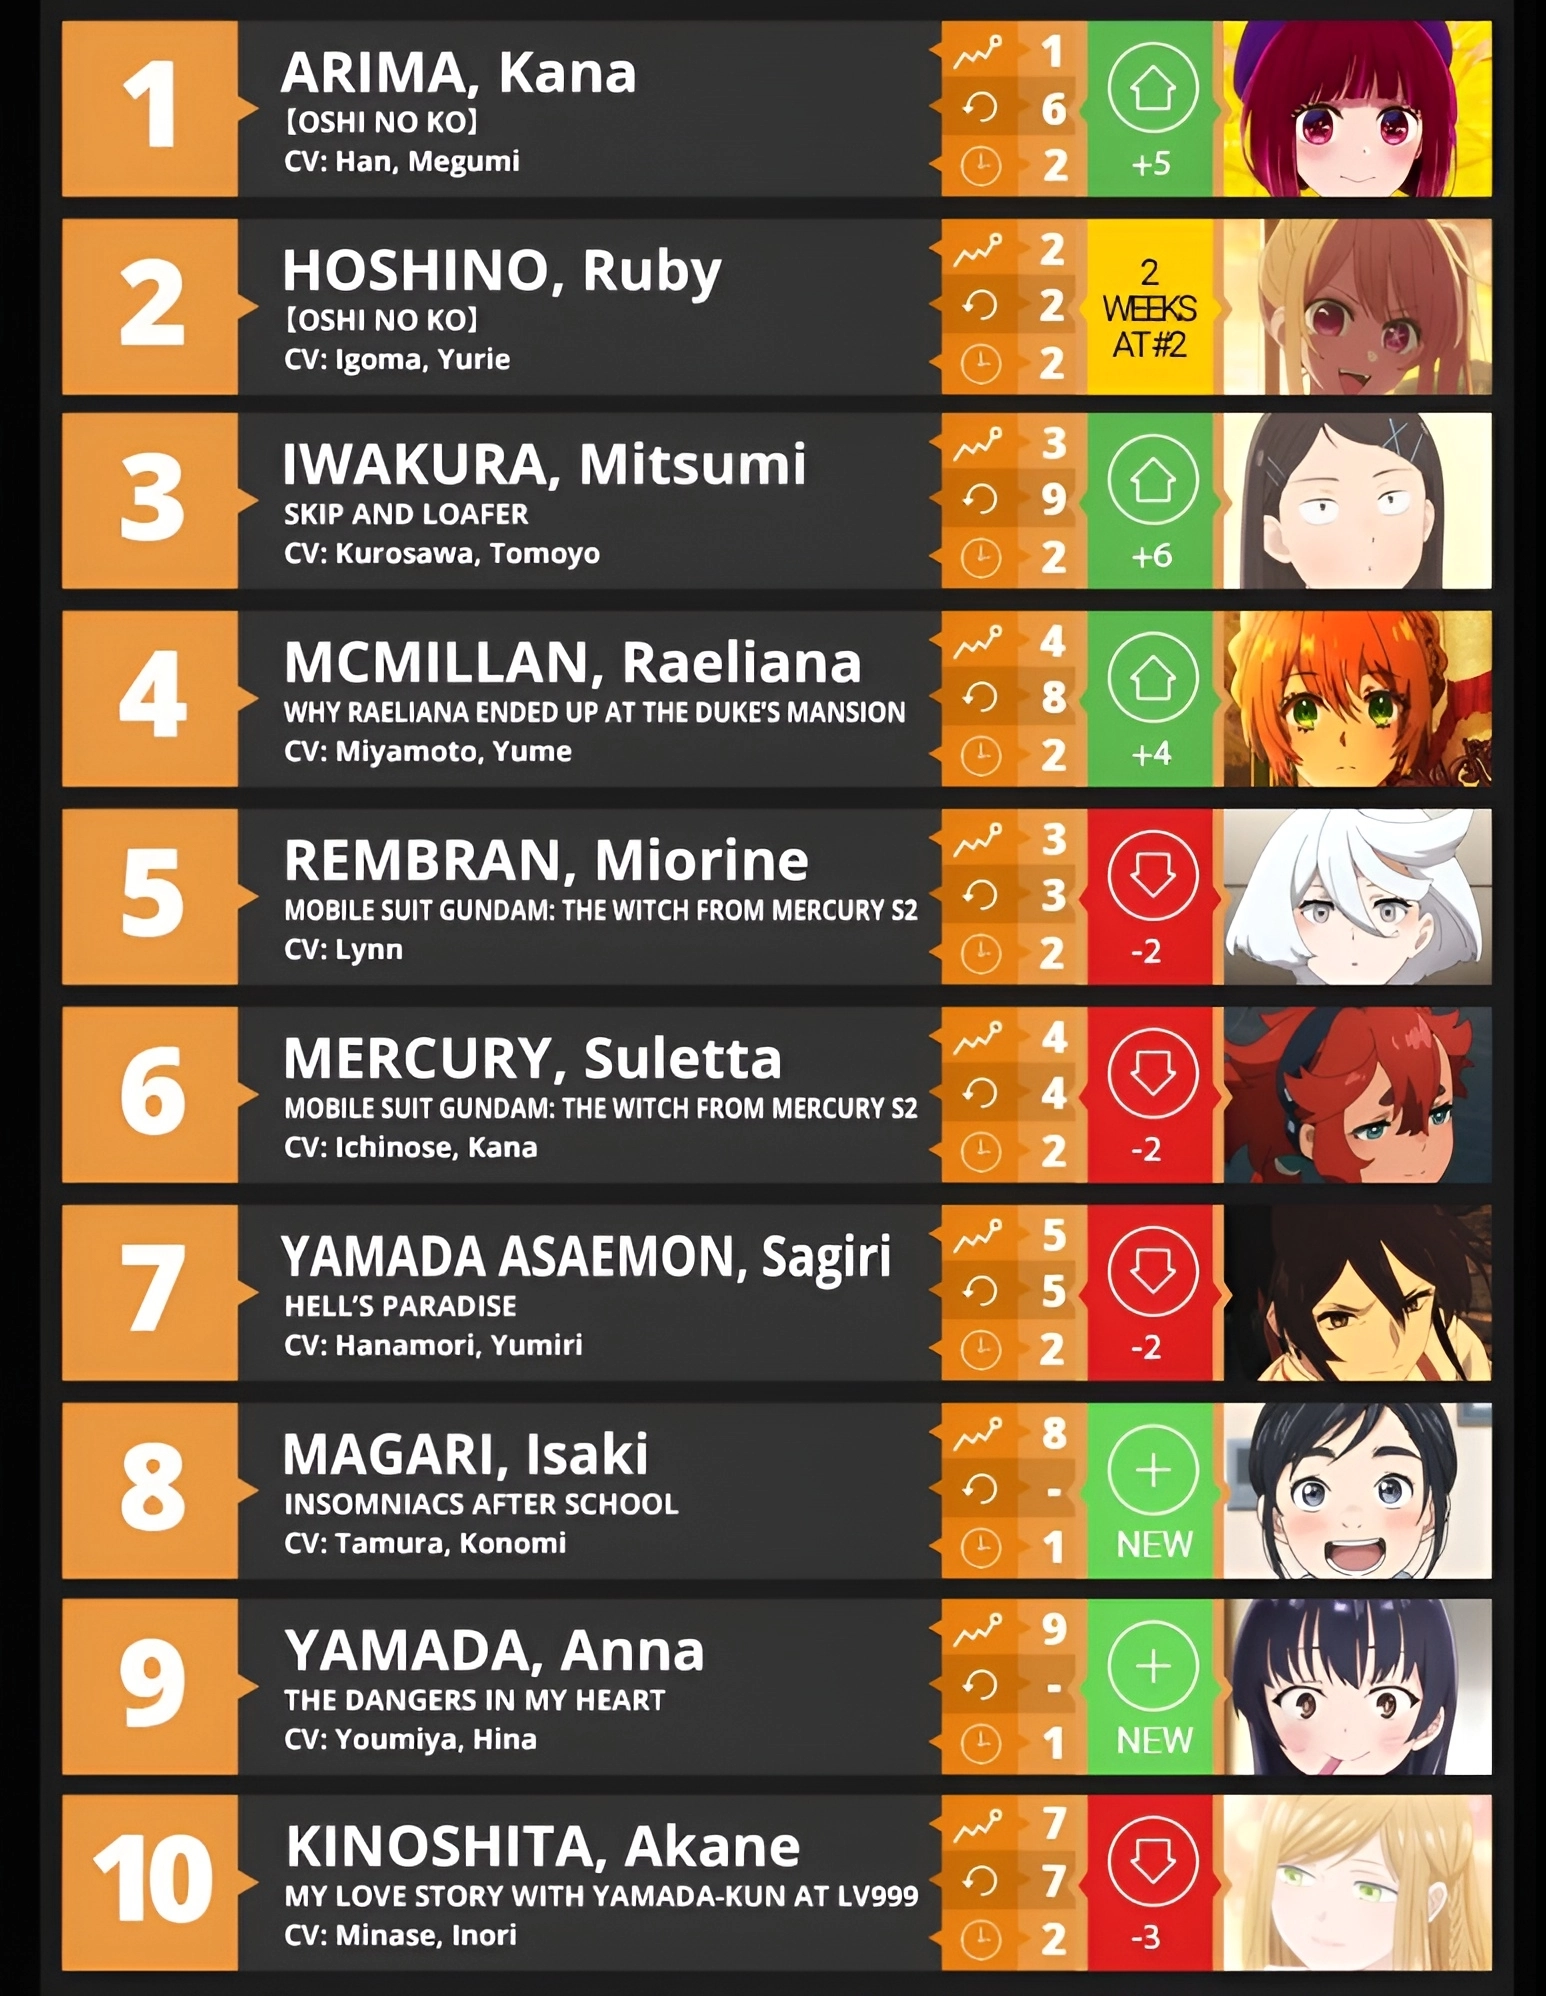 1
ARIMA, Kana
【OSHI NO KO】
CV: Han, Megumi
1
6
2
+5
2
HOSHINO, Ruby
【OSHI NO KO】
CV: Igoma, Yurie
2
2
2
2
WEEKS
AT #2
3
IWAKURA, Mitsumi
SKIP AND LOAFER
CV: Kurosawa, Tomoyo
3
9
2
+6
4
MCMILLAN, Raeliana
WHY RAELIANA ENDED UP AT THE DUKE'S MANSION
CV: Miyamoto, Yume
4
8
2
+4
5
REMBRAN, Miorine
MOBILE SUIT GUNDAM: THE WITCH FROM MERCURY S2
CV: Lynn
3
3
2
-2
6
MERCURY, Suletta
MOBILE SUIT GUNDAM: THE WITCH FROM MERCURY S2
CV: Ichinose, Kana
4
4
2
-2
7
YAMADA ASAEMON, Sagiri
HELL’S PARADISE
CV: Hanamori, Yumiri
5
5
2
-2
8
MAGARI, Isaki
INSOMNIACS AFTER SCHOOL
CV: Tamura, Konomi
8
-
1
NEW
9
YAMADA, Anna
THE DANGERS IN MY HEART
CV: Youmiya, Hina
9
-
1
NEW
10
KINOSHITA, Akane
MY LOVE STORY WITH YAMADA-KUN AT LV999
CV: Minase, Inori
7
7
2
-3